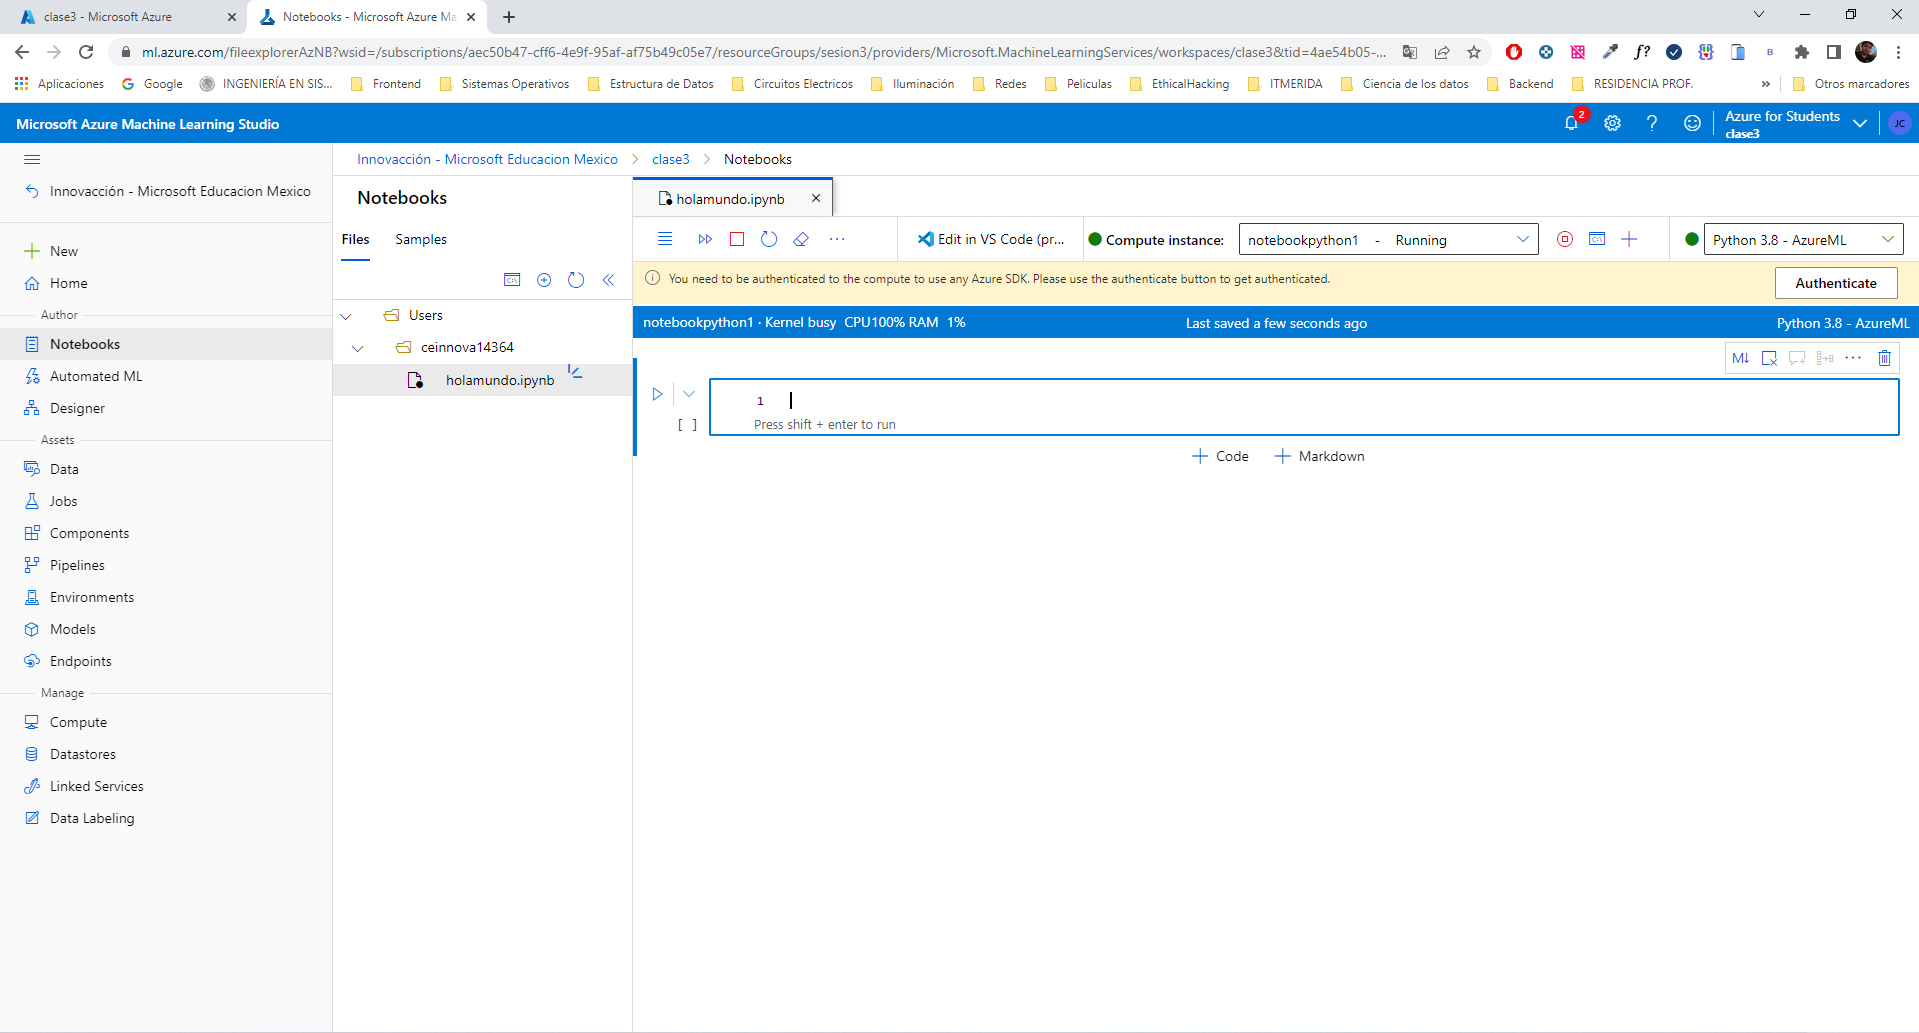 clase3 - Microsoft Azure
Notebooks - Microsoft Azure Ma
ml.azure.com/fileexplorerAzNB?wsid=/subscriptions/aec50b47-cff6-4e9f-95af-af75b49c05e7/resourceGroups/sesion3/providers/Microsoft.MachineLearningServices/workspaces/clase3&tid=4ae54b05-...
Aplicaciones Google INGENIERÍA EN SIS... Frontend Sistemas Operativos Estructura de Datos Circuitos Electricos Iluminación Redes Peliculas EthicalHacking ITMERIDA Ciencia de los datos Backend RESIDENCIA PROF. » Otros marcadores
Microsoft Azure Machine Learning Studio
2
Azure for Students
clase3
JC
Innovacción - Microsoft Educacion Mexico
New
Home
Author
Notebooks
Automated ML
Designer
Assets
Data
Jobs
Components
Pipelines
Environments
Models
Endpoints
Manage
Compute
Datastores
Linked Services
Data Labeling
Innovacción - Microsoft Educacion Mexico > clase3 > Notebooks
Notebooks
Files Samples
Users
ceinnova14364
holamundo.ipynb
holamundo.ipynb
Edit in VS Code (pr... Compute instance: notebookpython1 - Running Python 3.8 - AzureML
You need to be authenticated to the compute to use any Azure SDK. Please use the authenticate button to get authenticated.
Authenticate
notebookpython1 · Kernel busy CPU100% RAM 1% Last saved a few seconds ago Python 3.8 - AzureML
M↓
1
[ ]
Press shift + enter to run
Code Markdown